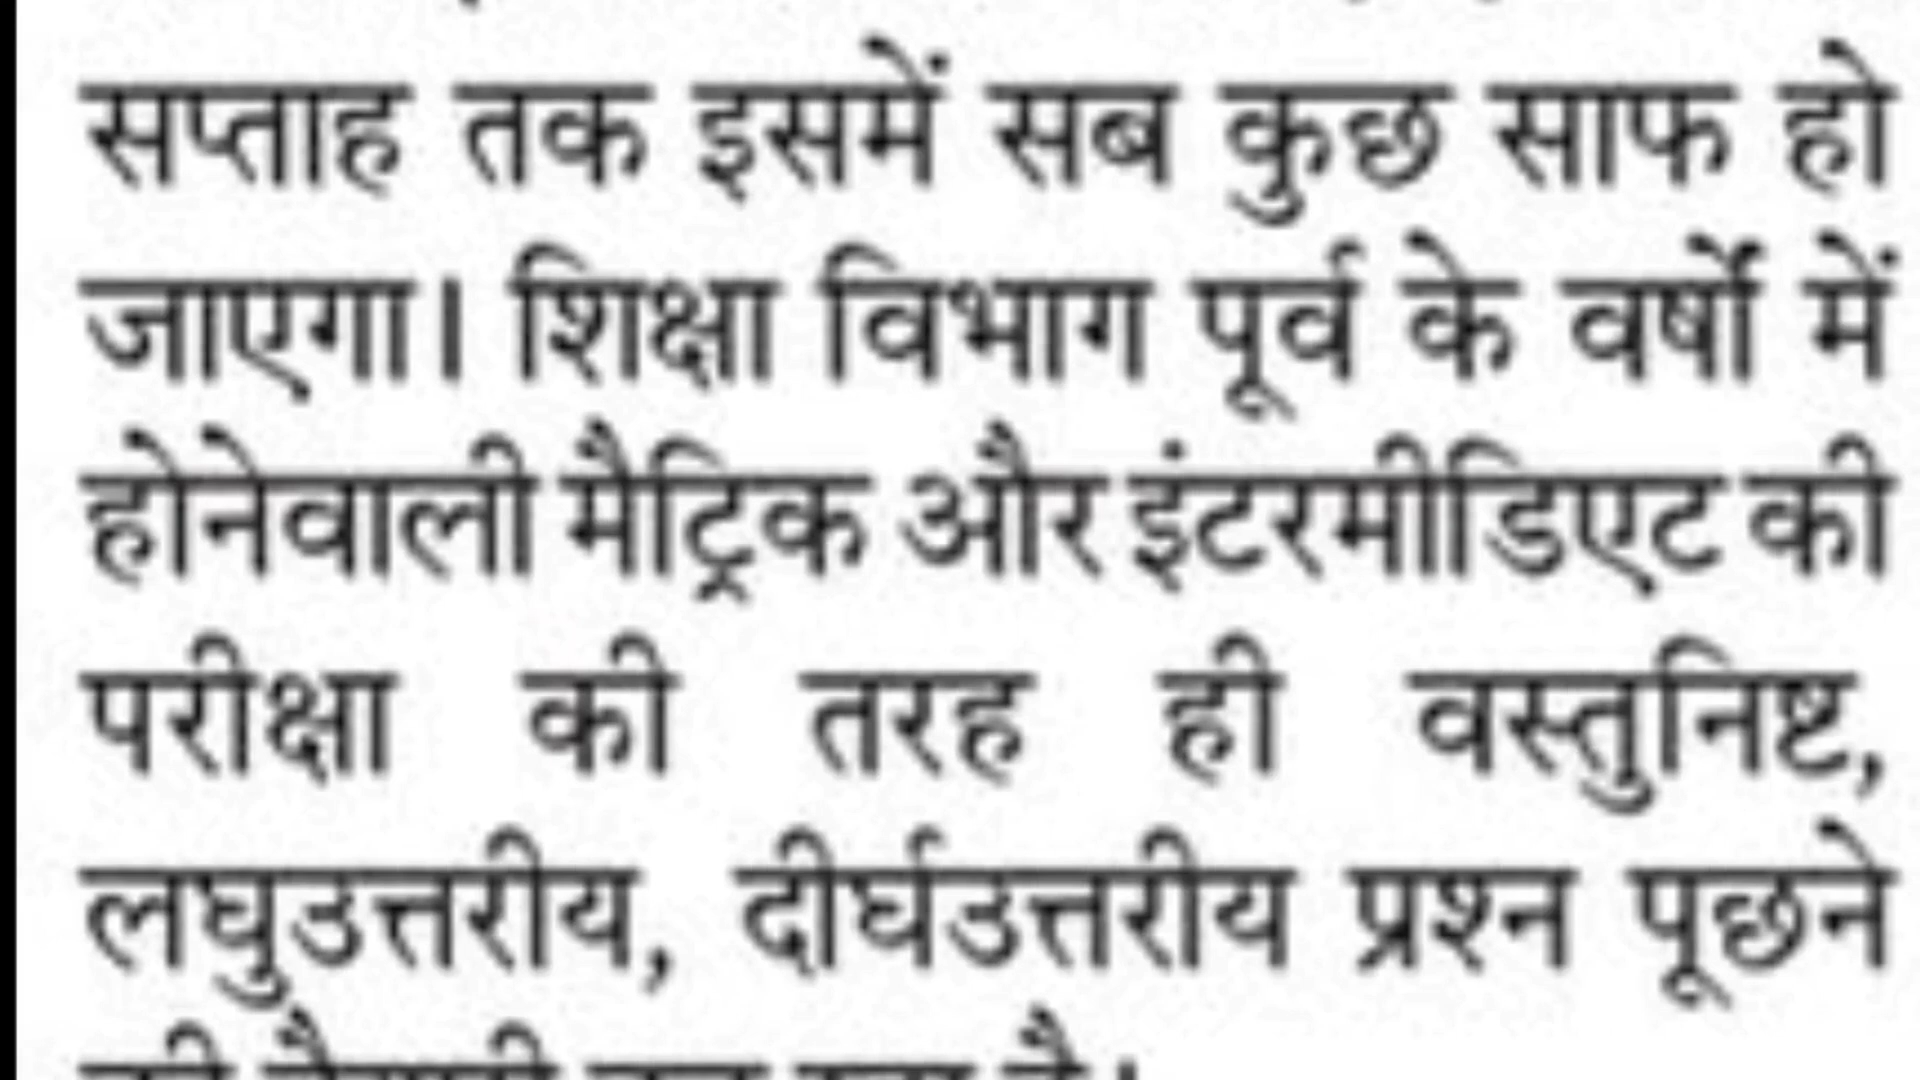 सप्ताह तक इसमें सब कुछ साफ हो
जाएगा। शिक्षा विभाग पूर्व के वर्षो में
होनेवाली मैट्रिक और इंटरमीडिएट की
परीक्षा की तरह ही वस्तुनिष्ट,
लघुउत्तरीय, दीर्घउत्तरीय प्रश्न पूछने